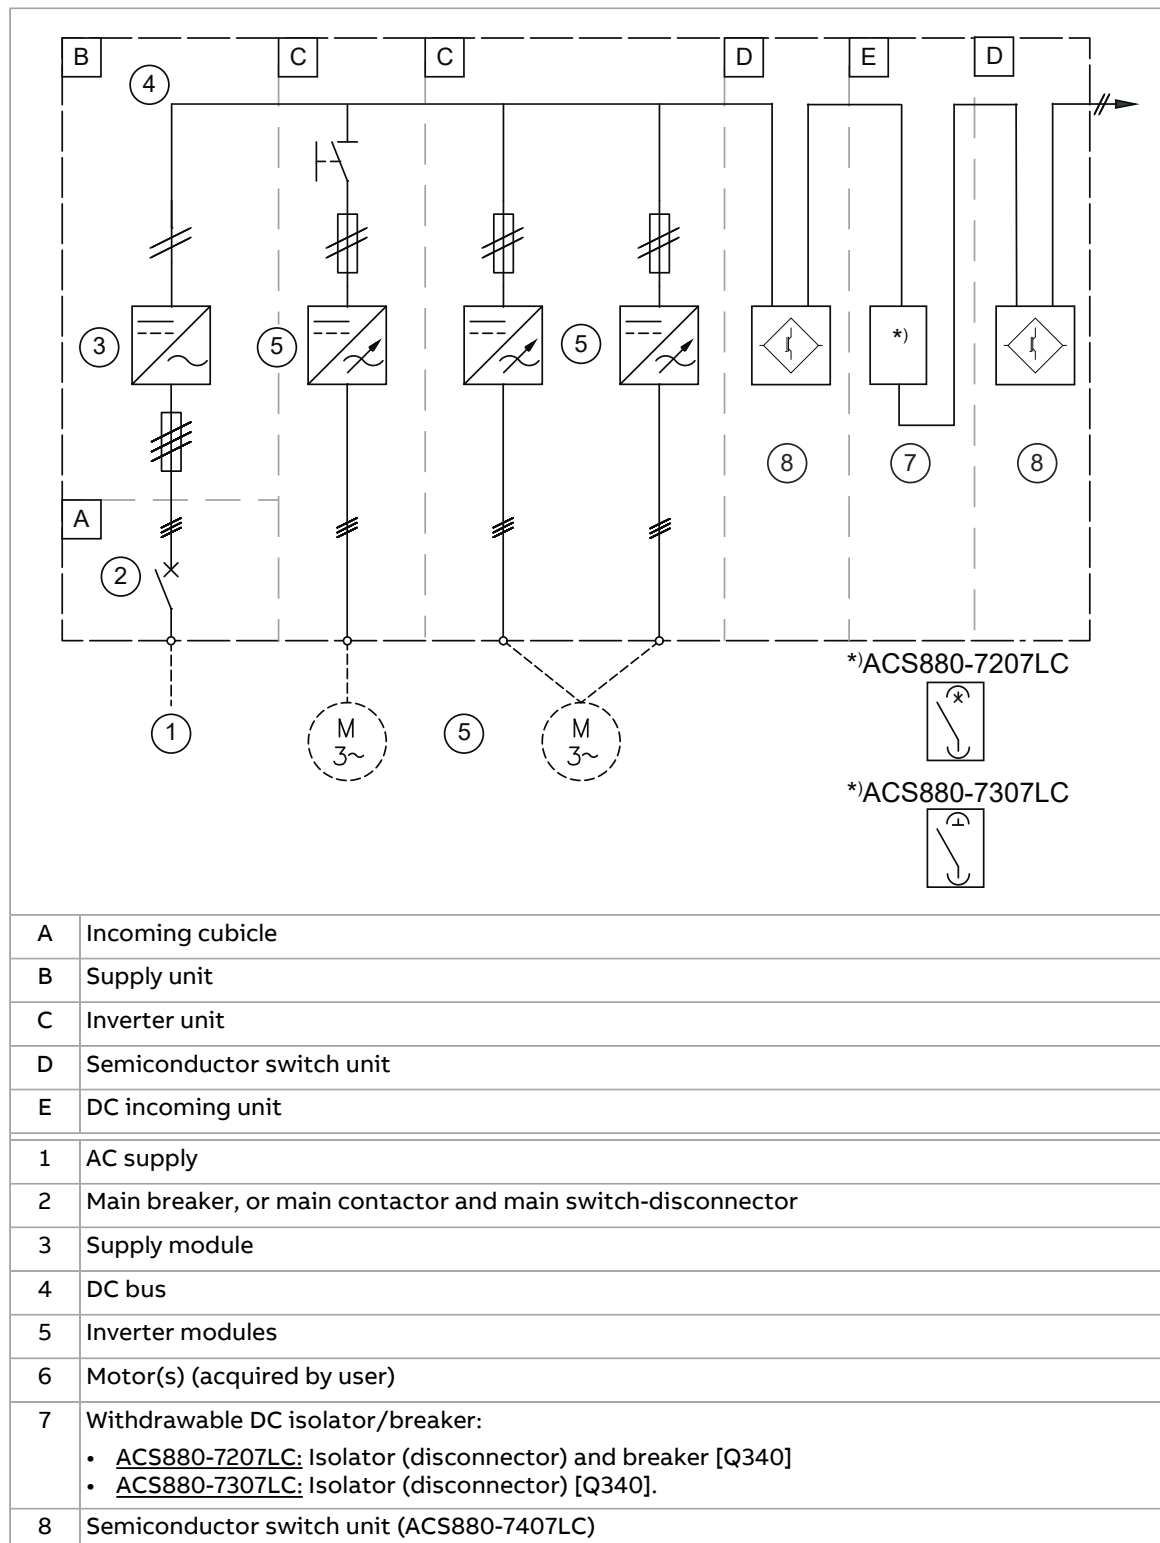 B
C
C
D
E
D
4
3
5
5
*)
8
7
8
A
2
1
M
3~
5
M
3~
*)ACS880-7207LC
*)ACS880-7307LC
A Incoming cubicle
B Supply unit
C Inverter unit
D Semiconductor switch unit
E DC incoming unit
1 AC supply
2 Main breaker, or main contactor and main switch-disconnector
3 Supply module
4 DC bus
5 Inverter modules
6 Motor(s) (acquired by user)
7 Withdrawable DC isolator/breaker:
• ACS880-7207LC: Isolator (disconnector) and breaker [Q340]
• ACS880-7307LC: Isolator (disconnector) [Q340].
8 Semiconductor switch unit (ACS880-7407LC)